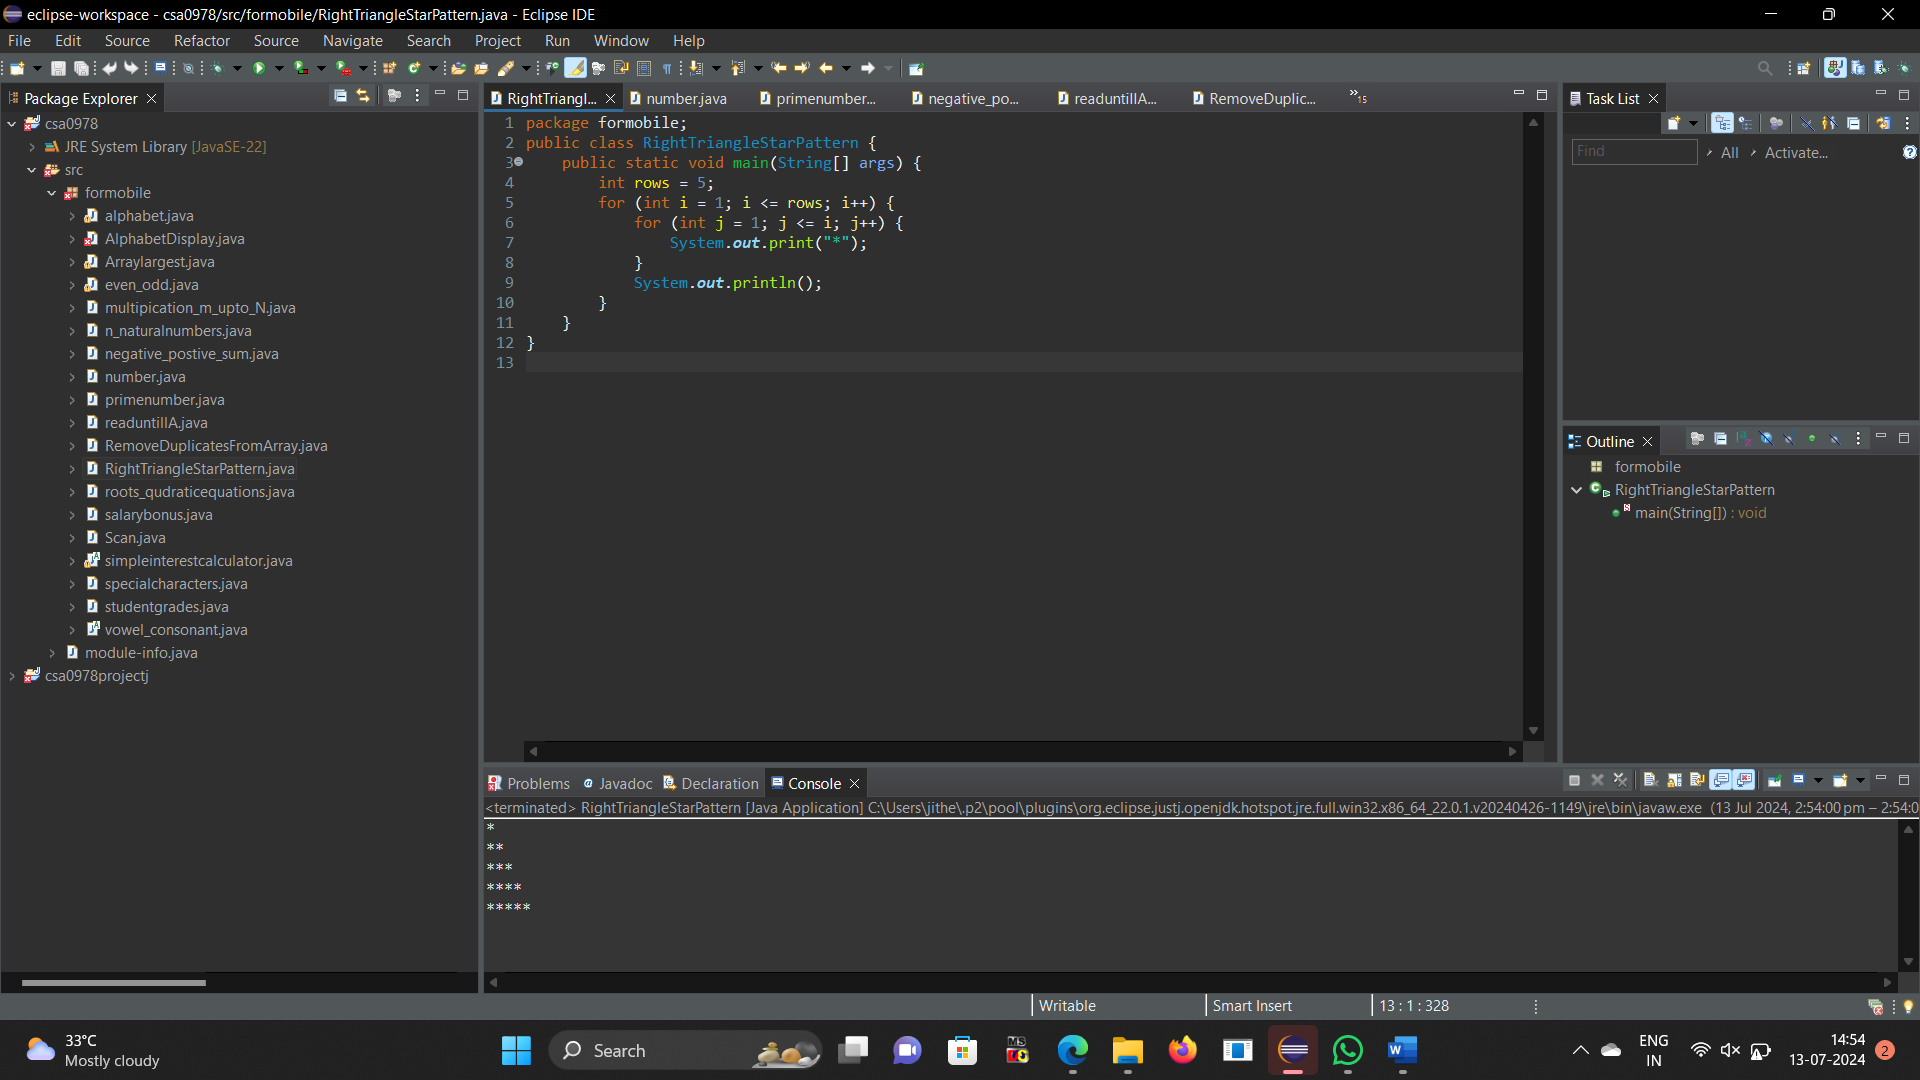 eclipse-workspace - csa0978/src/formobile/RightTriangleStarPattern.java - Eclipse IDE
File Edit Source Refactor Source Navigate Search Project Run Window Help
Package Explorer
csa0978
JRE System Library [JavaSE-22]
src
formobile
alphabet.java
AlphabetDisplay.java
Arraylargest.java
even_odd.java
multipication_m_upto_N.java
n_naturalnumbers.java
negative_postive_sum.java
number.java
primenumber.java
readuntillA.java
RemoveDuplicatesFromArray.java
RightTriangleStarPattern.java
roots_qudraticequations.java
salarybonus.java
Scan.java
simpleinterestcalculator.java
specialcharacters.java
studentgrades.java
vowel_consonant.java
module-info.java
csa0978projectj
RightTriangl... number.java primenumber... negative_po... readuntillA... RemoveDuplic... »15
1 package formobile;
2 public class RightTriangleStarPattern {
3 public static void main(String[] args) {
4 int rows = 5;
5 for (int i = 1; i <= rows; i++) {
6 for (int j = 1; j <= i; j++) {
7 System.out.print("*");
8 }
9 System.out.println();
10 }
11 }
12 }
13
Task List
Find All Activate...
Outline
formobile
RightTriangleStarPattern
main(String[]) : void
Problems Javadoc Declaration Console
<terminated> RightTriangleStarPattern [Java Application] C:\Users\jithe\.p2\pool\plugins\org.eclipse.justj.openjdk.hotspot.jre.full.win32.x86_64_22.0.1.v20240426-1149\jre\bin\javaw.exe (13 Jul 2024, 2:54:00 pm – 2:54:0
*
**
***
****
*****
Writable Smart Insert 13 : 1 : 328
33°C
Mostly cloudy
Search
ENG
IN
14:54
13-07-2024
2